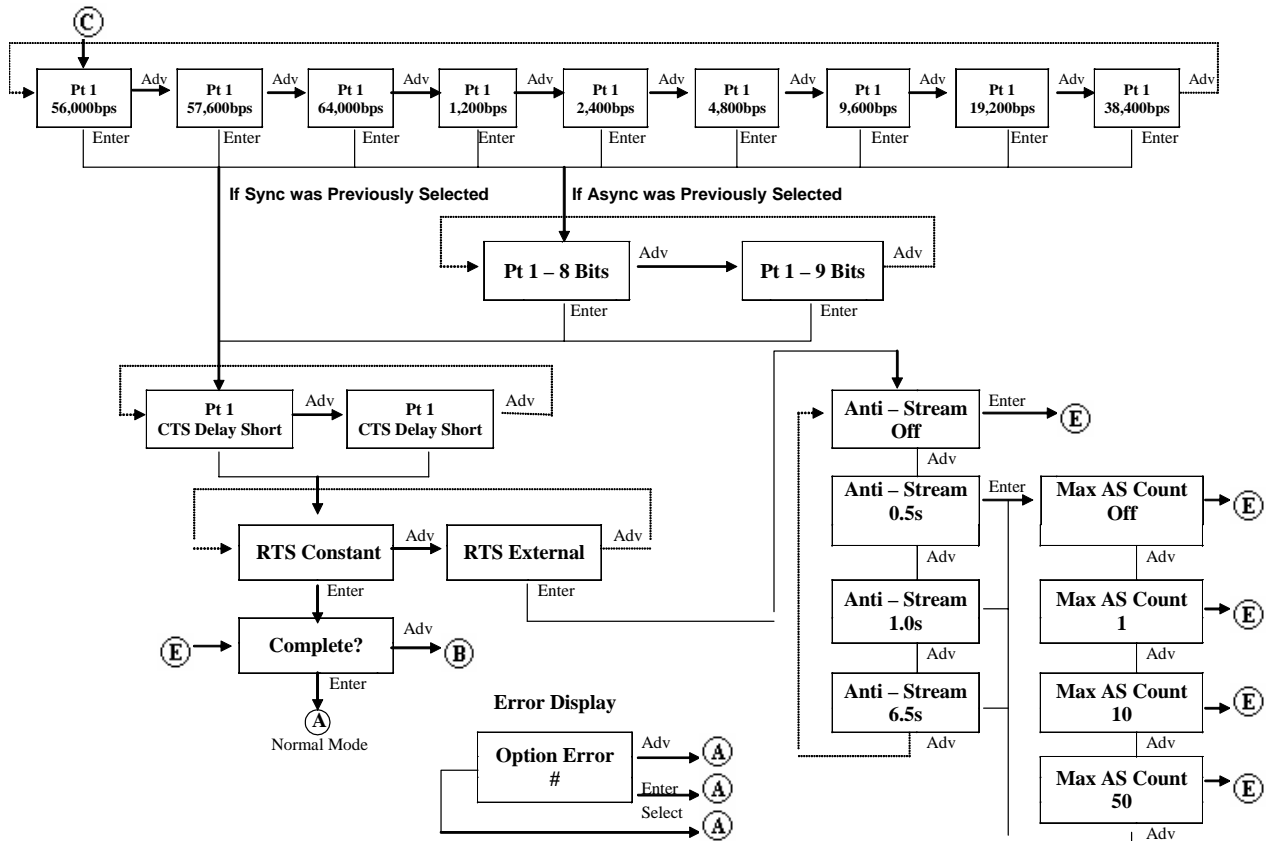 C
Adv Adv Adv Adv Adv Adv Adv Adv Adv
Pt 1
56,000bps
Pt 1
57,600bps
Pt 1
64,000bps
Pt 1
1,200bps
Pt 1
2,400bps
Pt 1
4,800bps
Pt 1
9,600bps
Pt 1
19,200bps
Pt 1
38,400bps
Enter Enter Enter Enter Enter Enter Enter Enter Enter
If Sync was Previously Selected
If Async was Previously Selected
Adv Adv
Pt 1 – 8 Bits
Pt 1 – 9 Bits
Enter Enter
Adv Adv
Pt 1
CTS Delay Short
Pt 1
CTS Delay Short
Adv Adv
RTS Constant
RTS External
Enter Enter
E
Complete?
Adv
B
Enter
A
Normal Mode
Anti – Stream
Off
Enter
E
Adv
Anti – Stream
0.5s
Enter
Adv
Anti – Stream
1.0s
Adv
Anti – Stream
6.5s
Adv
Max AS Count
Off
E
Adv
Max AS Count
1
E
Adv
Max AS Count
10
E
Adv
Max AS Count
50
E
Adv
Error Display
Option Error
#
Adv
A
Enter
A
Select
A